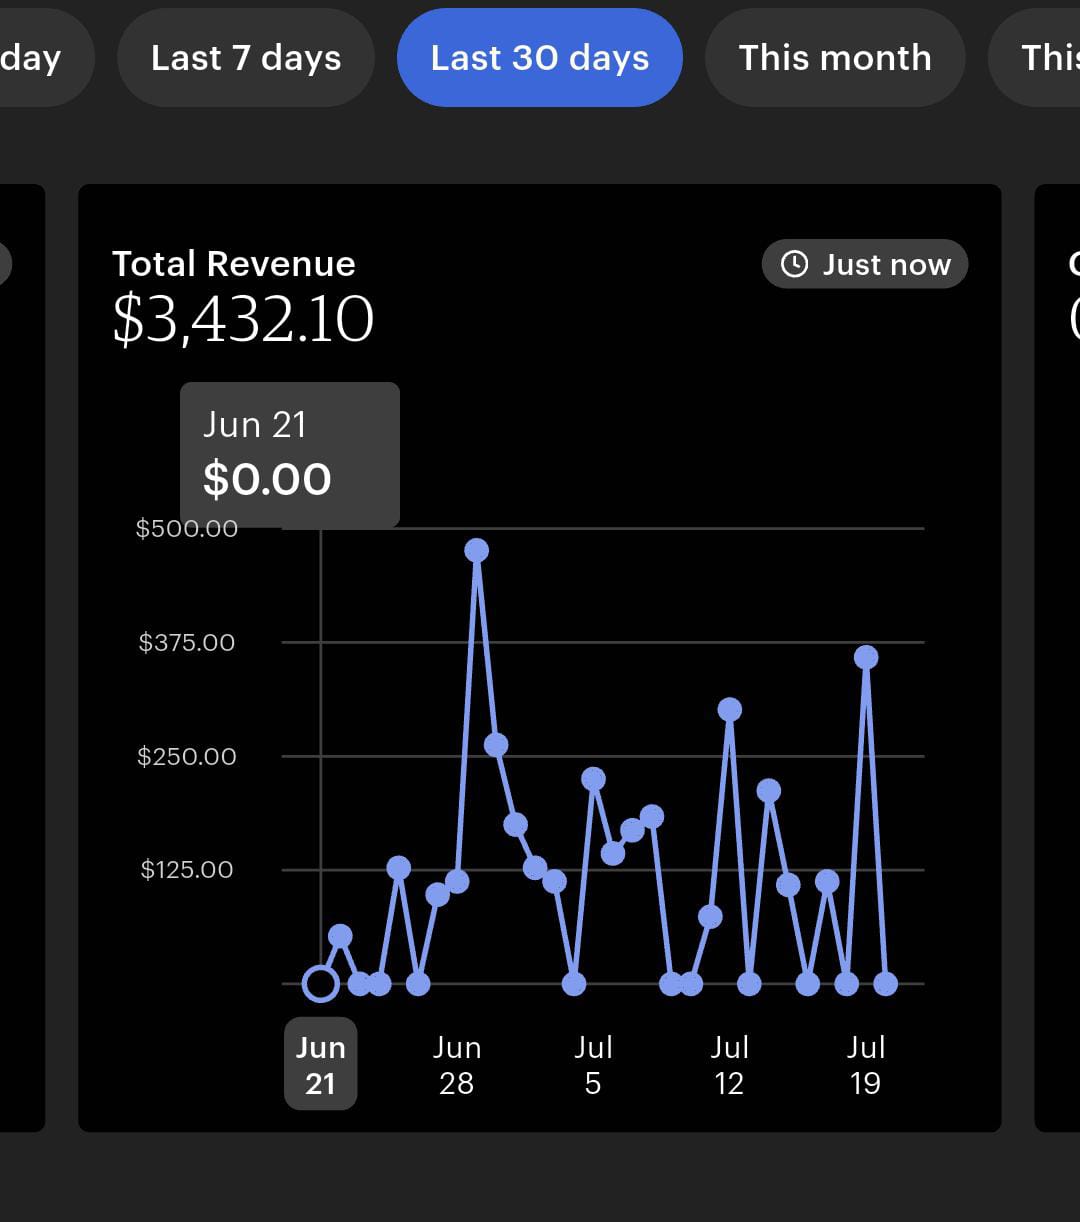 day
Last 7 days
Last 30 days
This month
This
Total Revenue
Just now
$3,432.10
Jun 21
$0.00
$500.00
$375.00
$250.00
$125.00
Jun
21
Jun
28
Jul
5
Jul
12
Jul
19